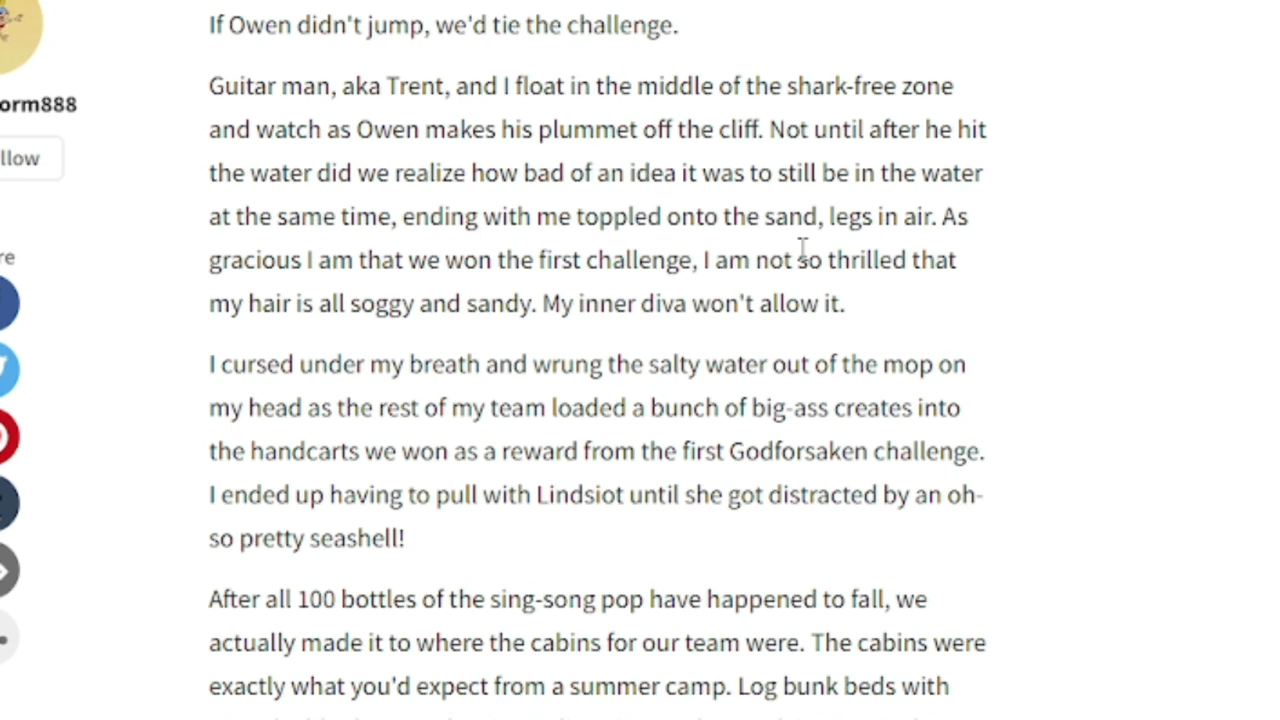 If Owen didn't jump, we'd tie the challenge.
Guitar man, aka Trent, and I float in the middle of the shark-free zone
and watch as Owen makes his plummet off the cliff. Not until after he hit
orm888
the water did we realize how bad of an idea it was to still be in the water
llow
at the same time, ending with me toppled onto the sand, legs in air. As
gracious I am that we won the first challenge, I am not so thrilled that
re
my hair is all soggy and sandy. My inner diva won't allow it.
I cursed under my breath and wrung the salty water out of the mop on
my head as the rest of my team loaded a bunch of big-ass creates into
the handcarts we won as a reward from the first Godforsaken challenge.
I ended up having to pull with Lindsiot until she got distracted by an oh-
so pretty seashell!
After all 100 bottles of the sing-song pop have happened to fall, we
actually made it to where the cabins for our team were. The cabins were
exactly what you'd expect from a summer camp. Log bunk beds with